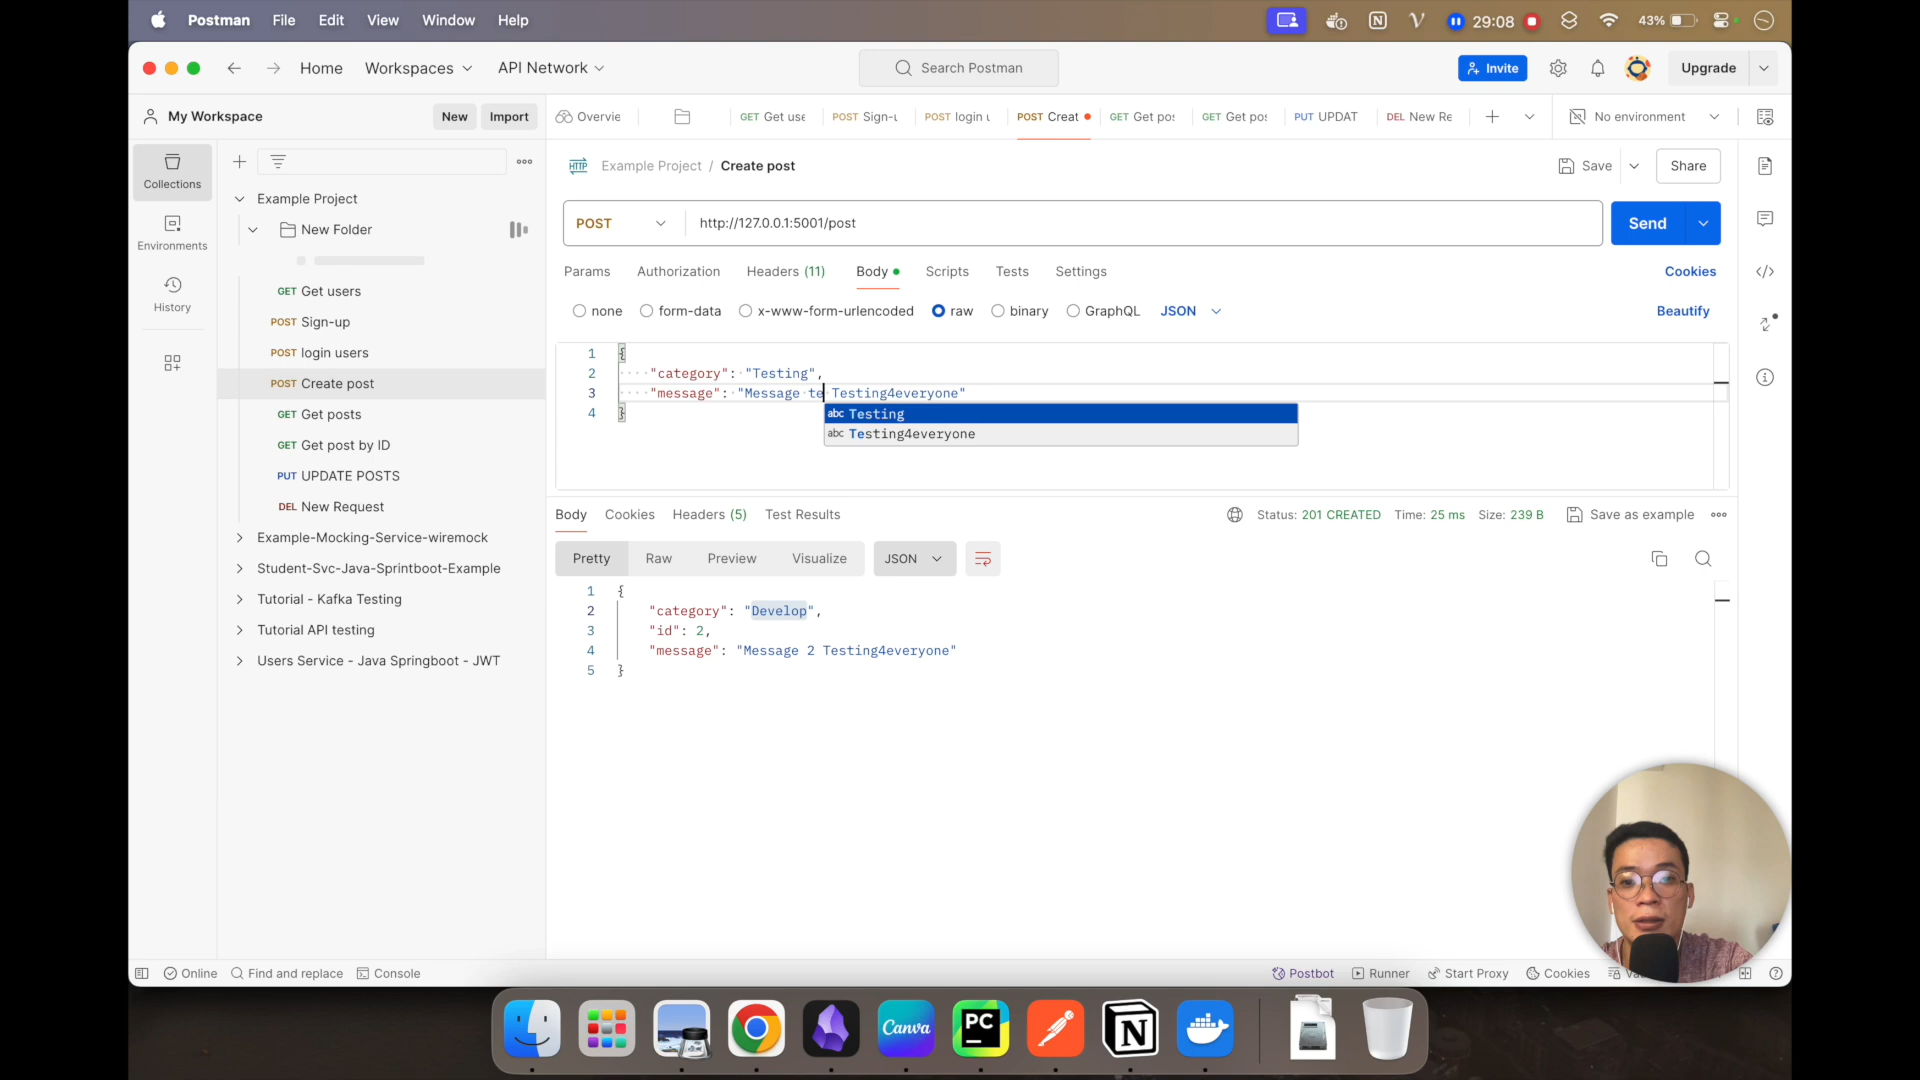 Postman File Edit View Window Help
29:08
43%
Home Workspaces API Network
Search Postman
Invite
Upgrade
My Workspace
New Import
Overvie
GET Get use
POST Sign-u
POST login u
POST Creat
GET Get pos
GET Get pos
PUT UPDAT
DEL New Re
No environment
Collections
Environments
History
Example Project
New Folder
GET Get users
POST Sign-up
POST login users
POST Create post
GET Get posts
GET Get post by ID
PUT UPDATE POSTS
DEL New Request
Example-Mocking-Service-wiremock
Student-Svc-Java-Sprintboot-Example
Tutorial - Kafka Testing
Tutorial API testing
Users Service - Java Springboot - JWT
HTTP Example Project / Create post
Save
Share
POST http://127.0.0.1:5001/post
Send
Params Authorization Headers (11) Body Scripts Tests Settings
Cookies
none form-data x-www-form-urlencoded raw binary GraphQL JSON
Beautify
1 {
2 "category": "Testing",
3 "message": "Message te Testing4everyone"
4 }
abc Testing
abc Testing4everyone
Body Cookies Headers (5) Test Results
Status: 201 CREATED Time: 25 ms Size: 239 B
Save as example
Pretty Raw Preview Visualize JSON
1 {
2 "category": "Develop",
3 "id": 2,
4 "message": "Message 2 Testing4everyone"
5 }
Online Find and replace Console
Postbot Runner Start Proxy Cookies
Canva
PC
N